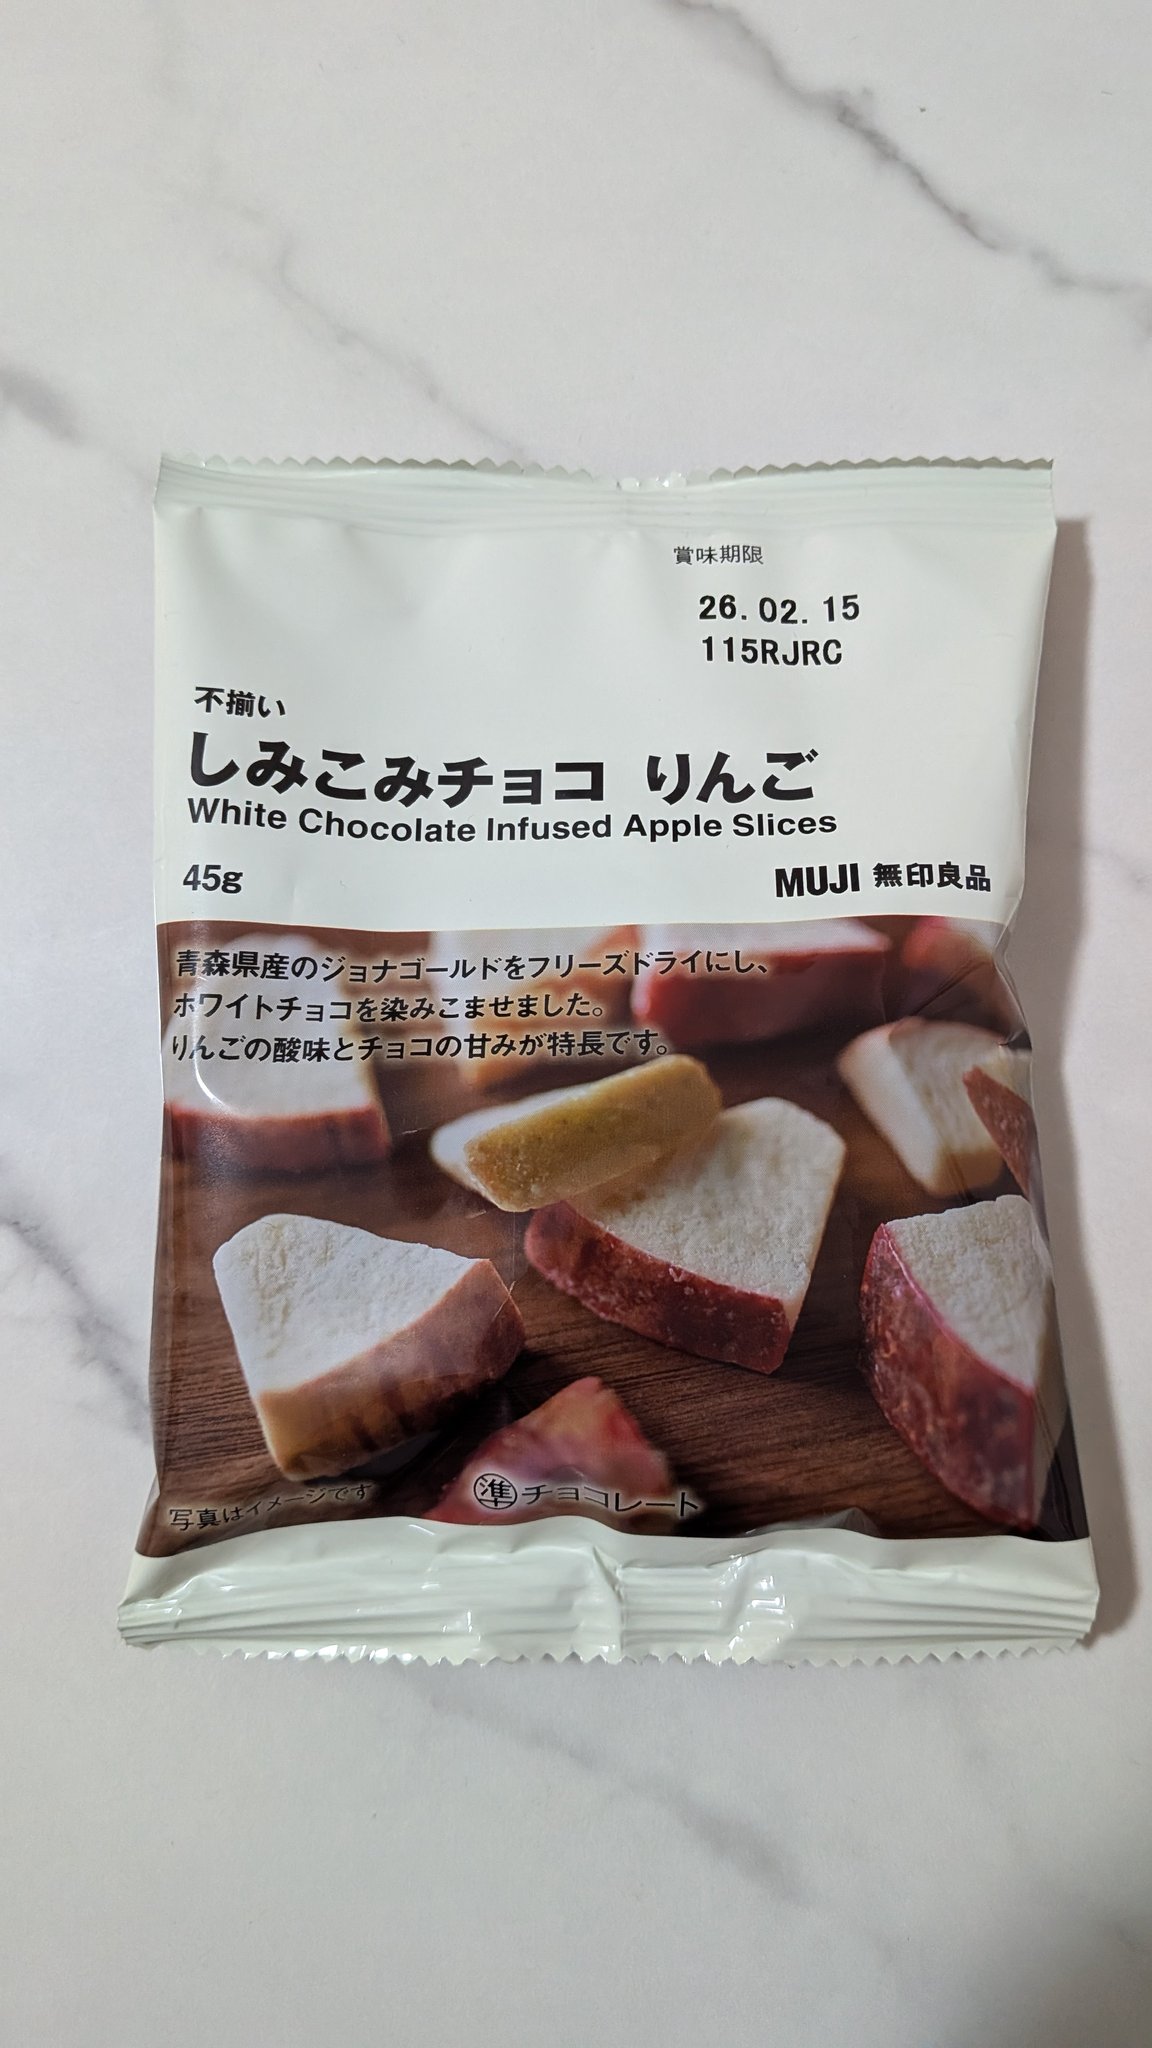 賞味期限
26.02.15
115RJRC
不揃い
しみこみチョコ りんご
White Chocolate Infused Apple Slices
45g
MUJI 無印良品
青森県産のジョナゴールドをフリーズドライにし、
ホワイトチョコを染みこませました。
りんごの酸味とチョコの甘みが特長です。
写真はイメージです
準チョコレート